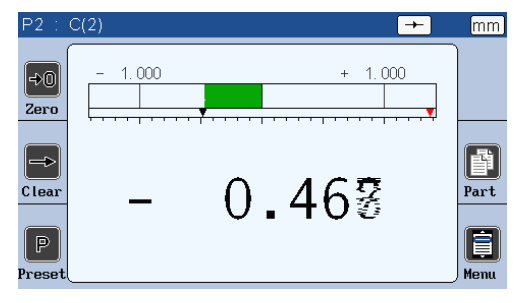 P2 : C(2)
mm
- 1.000
+ 1.000
Zero
Clear
- 0.46
Part
P
Preset
Menu